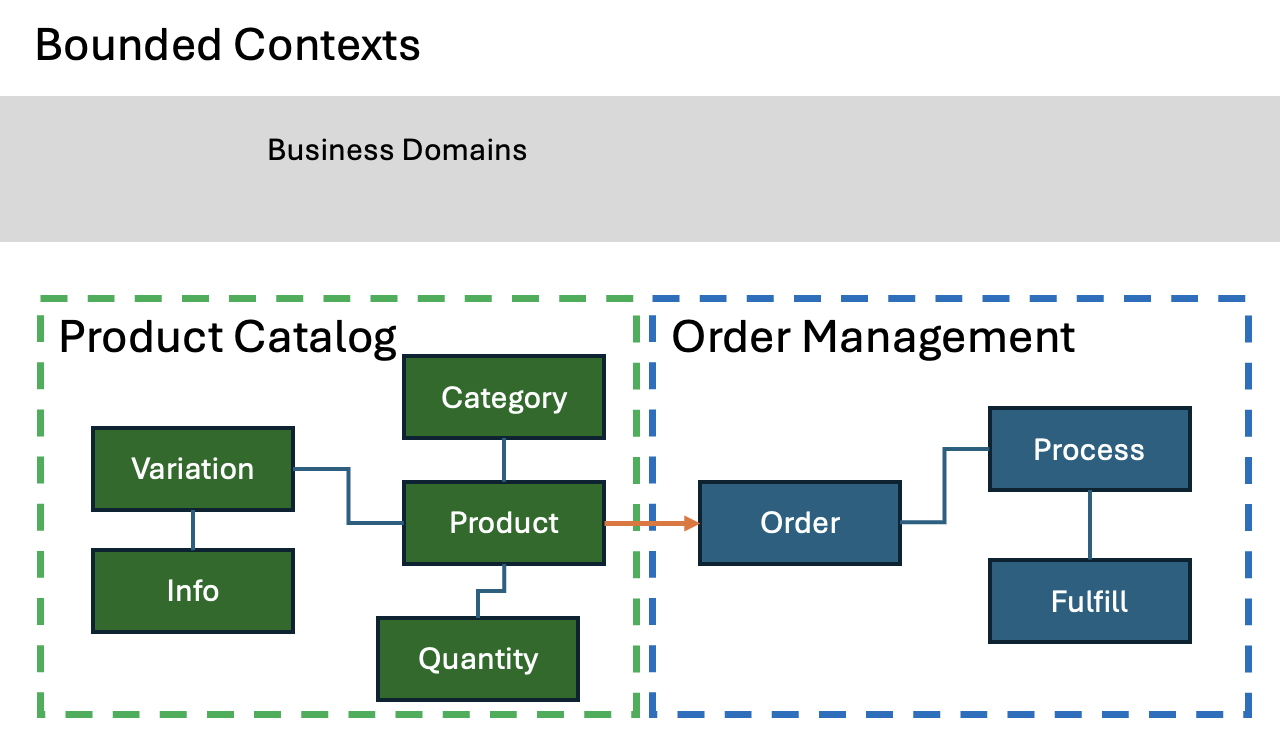 Bounded Contexts
Business Domains
Product Catalog
Category
Variation
Product
Info
Quantity
Order Management
Process
Order
Fulfill